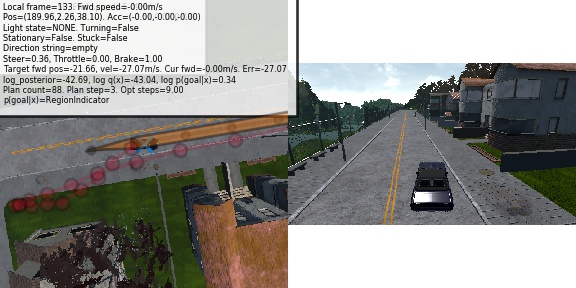 Local frame=133. Fwd speed=-0.00m/s
Pos=(189.96,2.26,38.10). Acc=(-0.00,-0.00,-0.00)
Light state=NONE. Turning=False
Stationary=False. Stuck=False
Direction string=empty
Steer=0.36, Throttle=0.00, Brake=1.00
Target fwd pos=-21.66, vel=-27.07m/s. Cur fwd=-0.00m/s. Err=-27.07
log_posterior=-42.69, log q(x)=-43.04, log p(goal|x)=0.34
Plan count=88. Plan step=3. Opt steps=9.00
p(goal|x)=RegionIndicator